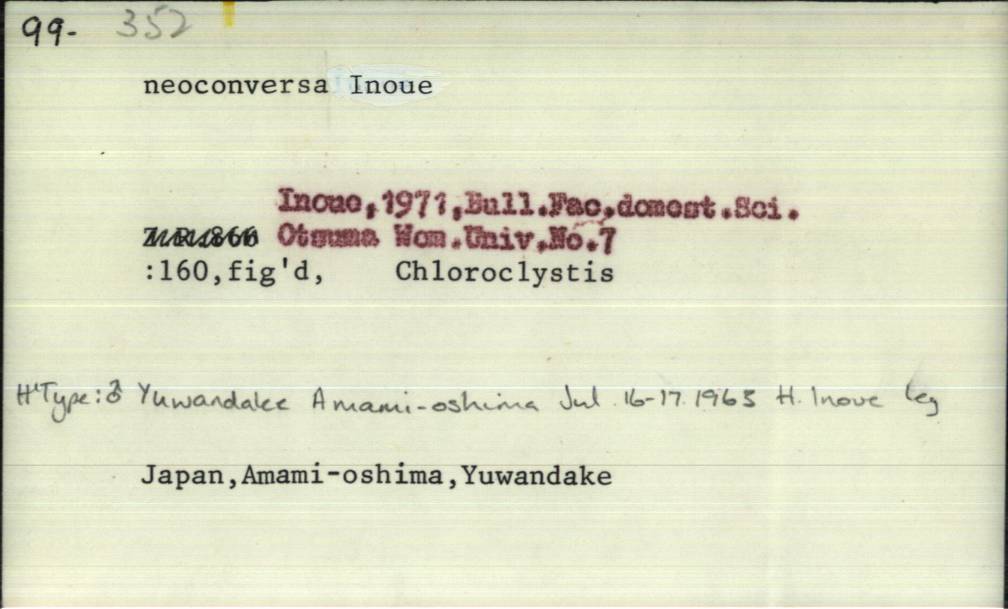 99- 352
neoconversa Inoue
Inoue,1971,Bull.Fac.domest.Sci.
Otsuma Wom.Univ.No.7
:160,fig'd, Chloroclystis
H'Type:♂ Yuwandake Amami-oshima Jul 16-17.1965 H. Inoue leg
Japan,Amami-oshima,Yuwandake